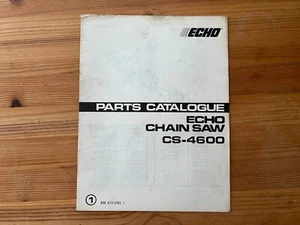 ECHO
PARTS CATALOGUE
ECHO
CHAIN SAW
CS-4600
1